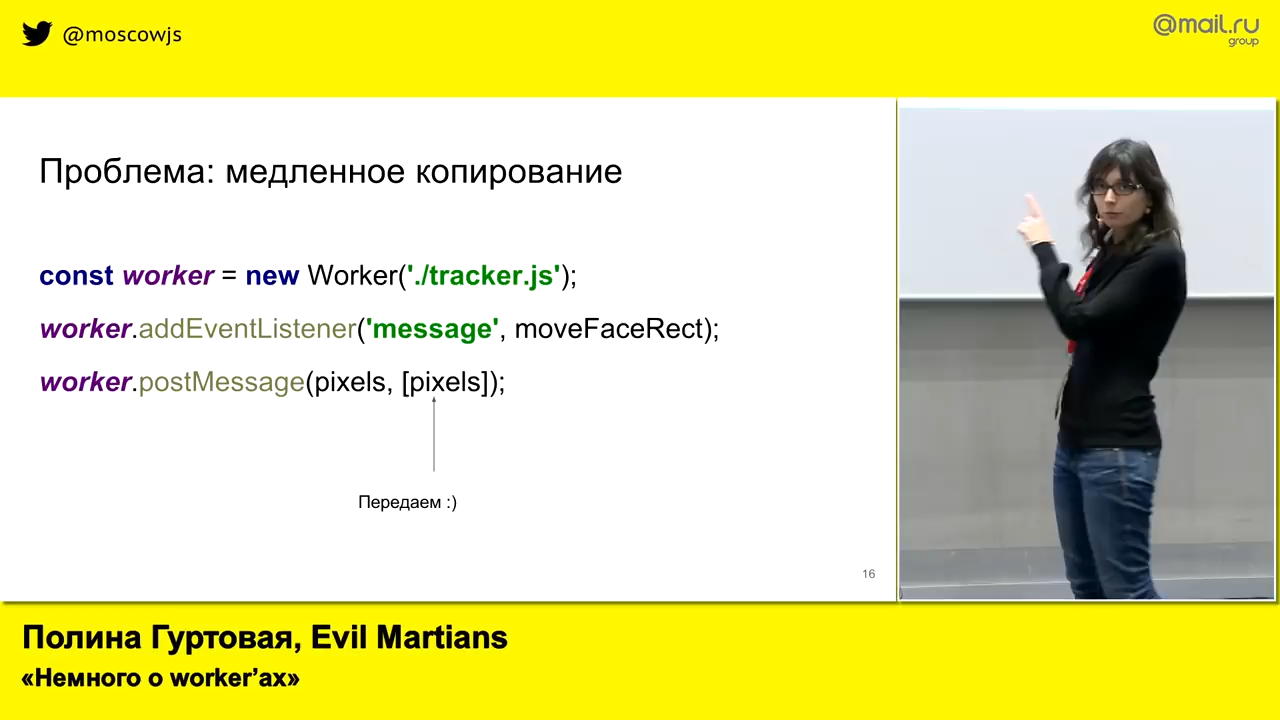 @moscowjs
@mail.ru
group
Проблема: медленное копирование
const worker = new Worker('./tracker.js');
worker.addEventListener('message', moveFaceRect);
worker.postMessage(pixels, [pixels]);
Передаем :)
16
Полина Гуртовая, Evil Martians
«Немного о worker’ах»